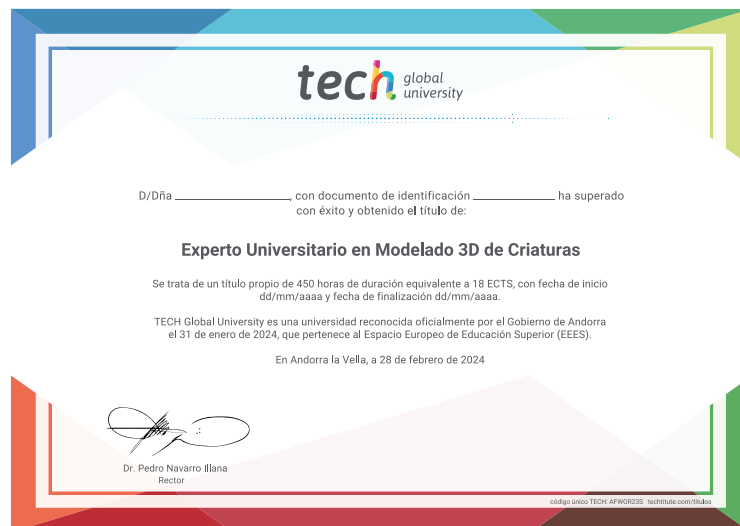 tech global
university
D/Dña ______________________, con documento de identificación _______________ ha superado
con éxito y obtenido el título de:
Experto Universitario en Modelado 3D de Criaturas
Se trata de un título propio de 450 horas de duración equivalente a 18 ECTS, con fecha de inicio
dd/mm/aaaa y fecha de finalización dd/mm/aaaa.
TECH Global University es una universidad reconocida oficialmente por el Gobierno de Andorra
el 31 de enero de 2024, que pertenece al Espacio Europeo de Educación Superior (EEES).
En Andorra la Vella, a 28 de febrero de 2024
Dr. Pedro Navarro Illana
Rector
código único TECH: AFWOR23S techtitute.com/titulos